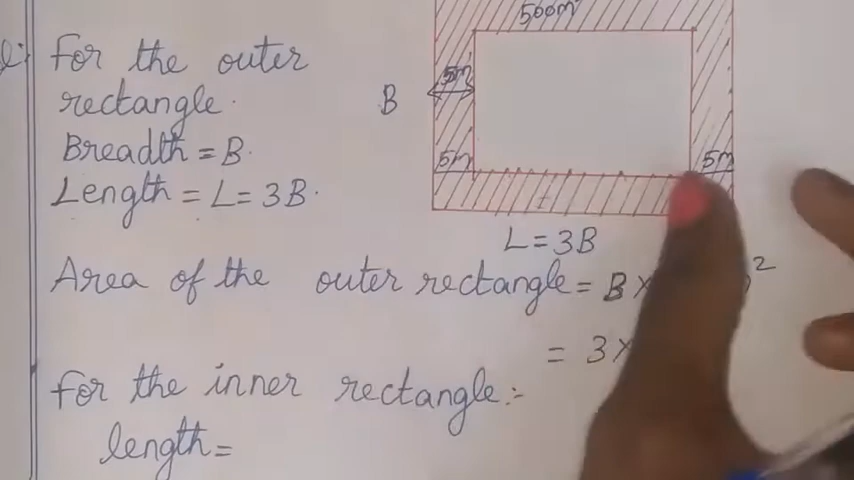 500m²
For the outer
rectangle.
5m
B
Breadth = B.
5m 5m
Length = L = 3B.
L = 3B
Area of the outer rectangle = B × ²
= 3 ×
For the inner rectangle :-
length =